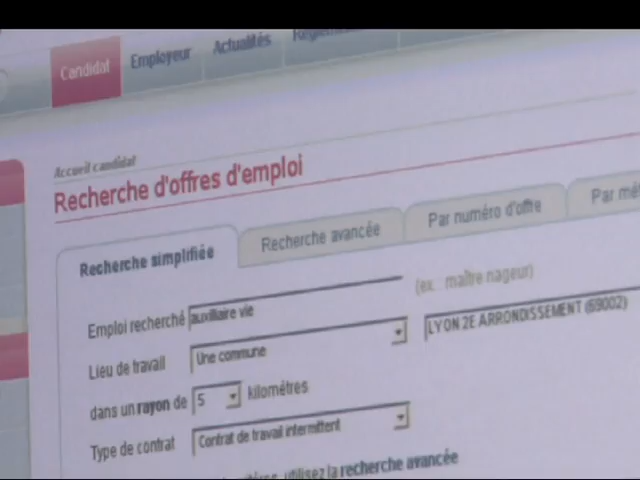 Candidat Employeur Actualités
Accueil candidat
Recherche d'offres d'emploi
Recherche simplifiée Recherche avancée Par numéro d'offre Par mé
Emploi recherché auxiliaire vie (ex. : maître nageur)
Lieu de travail Une commune LYON 2E ARRONDISSEMENT (69002)
dans un rayon de 5 kilomètres
Type de contrat Contrat de travail intermittent
utilisez la recherche avancée